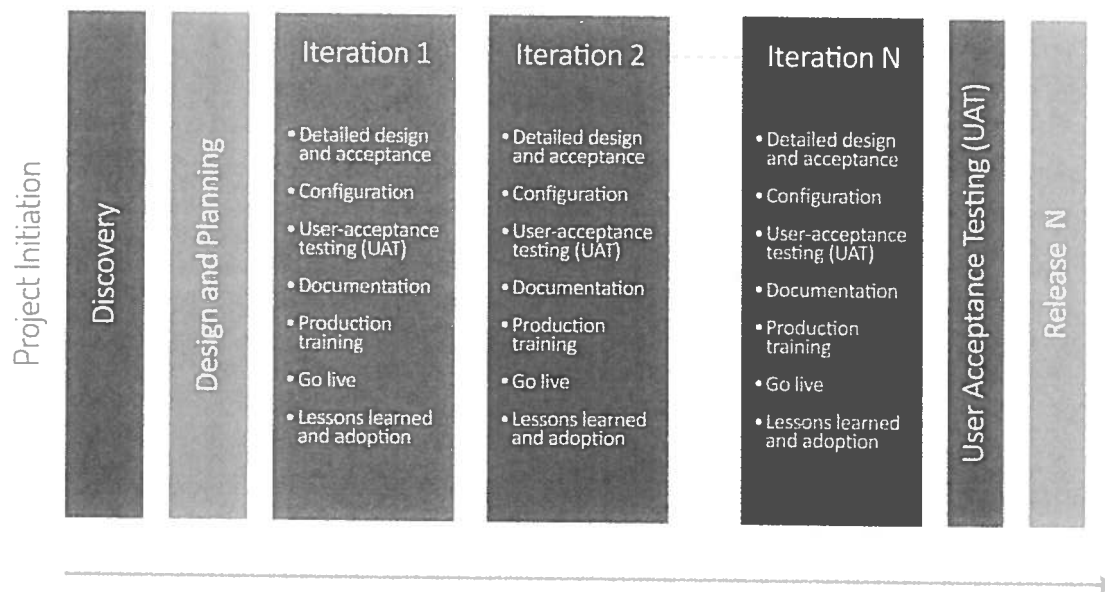 Project Initiation
Discovery
Design and Planning
Iteration 1
• Detailed design
and acceptance
• Configuration
• User-acceptance
testing (UAT)
• Documentation
• Production
training
• Go live
• Lessons learned
and adoption
Iteration 2
• Detailed design
and acceptance
• Configuration
• User-acceptance
testing (UAT)
• Documentation
• Production
training
• Go live
• Lessons learned
and adoption
Iteration N
• Detailed design
and acceptance
• Configuration
• User-acceptance
testing (UAT)
• Documentation
• Production
training
• Go live
• Lessons learned
and adoption
User Acceptance Testing (UAT)
Release N